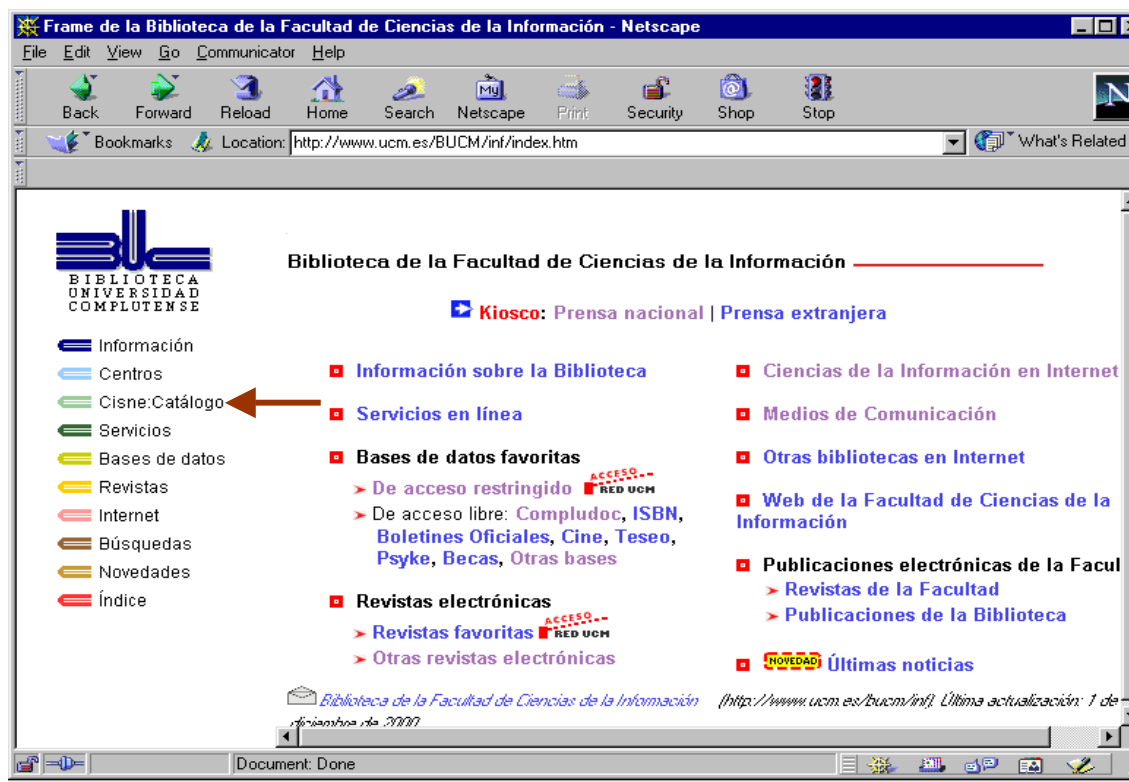 Frame de la Biblioteca de la Facultad de Ciencias de la Información - Netscape
File Edit View Go Communicator Help
Back Forward Reload Home Search Netscape Print Security Shop Stop
My
N
Bookmarks Location: http://www.ucm.es/BUCM/inf/index.htm What's Related
BIBLIOTECA
UNIVERSIDAD
COMPLUTENSE
Información
Centros
Cisne:Catálogo
Servicios
Bases de datos
Revistas
Internet
Búsquedas
Novedades
Índice
Biblioteca de la Facultad de Ciencias de la Información
Kiosco: Prensa nacional | Prensa extranjera
Información sobre la Biblioteca
Servicios en línea
Bases de datos favoritas
De acceso restringido ACCESO RED UCM
De acceso libre: Compludoc, ISBN,
Boletines Oficiales, Cine, Teseo,
Psyke, Becas, Otras bases
Revistas electrónicas
Revistas favoritas ACCESO RED UCM
Otras revistas electrónicas
Ciencias de la Información en Internet
Medios de Comunicación
Otras bibliotecas en Internet
Web de la Facultad de Ciencias de la
Información
Publicaciones electrónicas de la Facul
Revistas de la Facultad
Publicaciones de la Biblioteca
NOVEDAD Últimas noticias
Biblioteca de la Facultad de Ciencias de la Información (http://www.ucm.es/bucm/inf). Última actualización: 1 de
diciembre de 2000
Document: Done